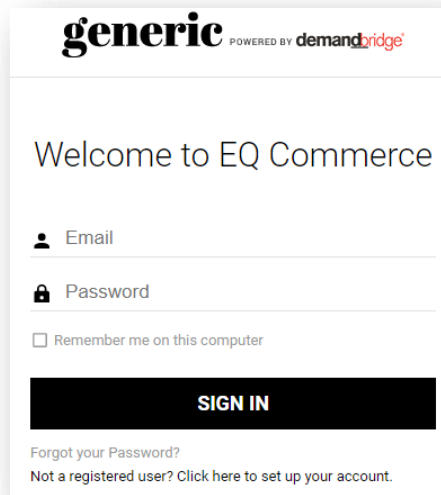 generic POWERED BY demandbridge
Welcome to EQ Commerce
Email
Password
Remember me on this computer
SIGN IN
Forgot your Password?
Not a registered user? Click here to set up your account.